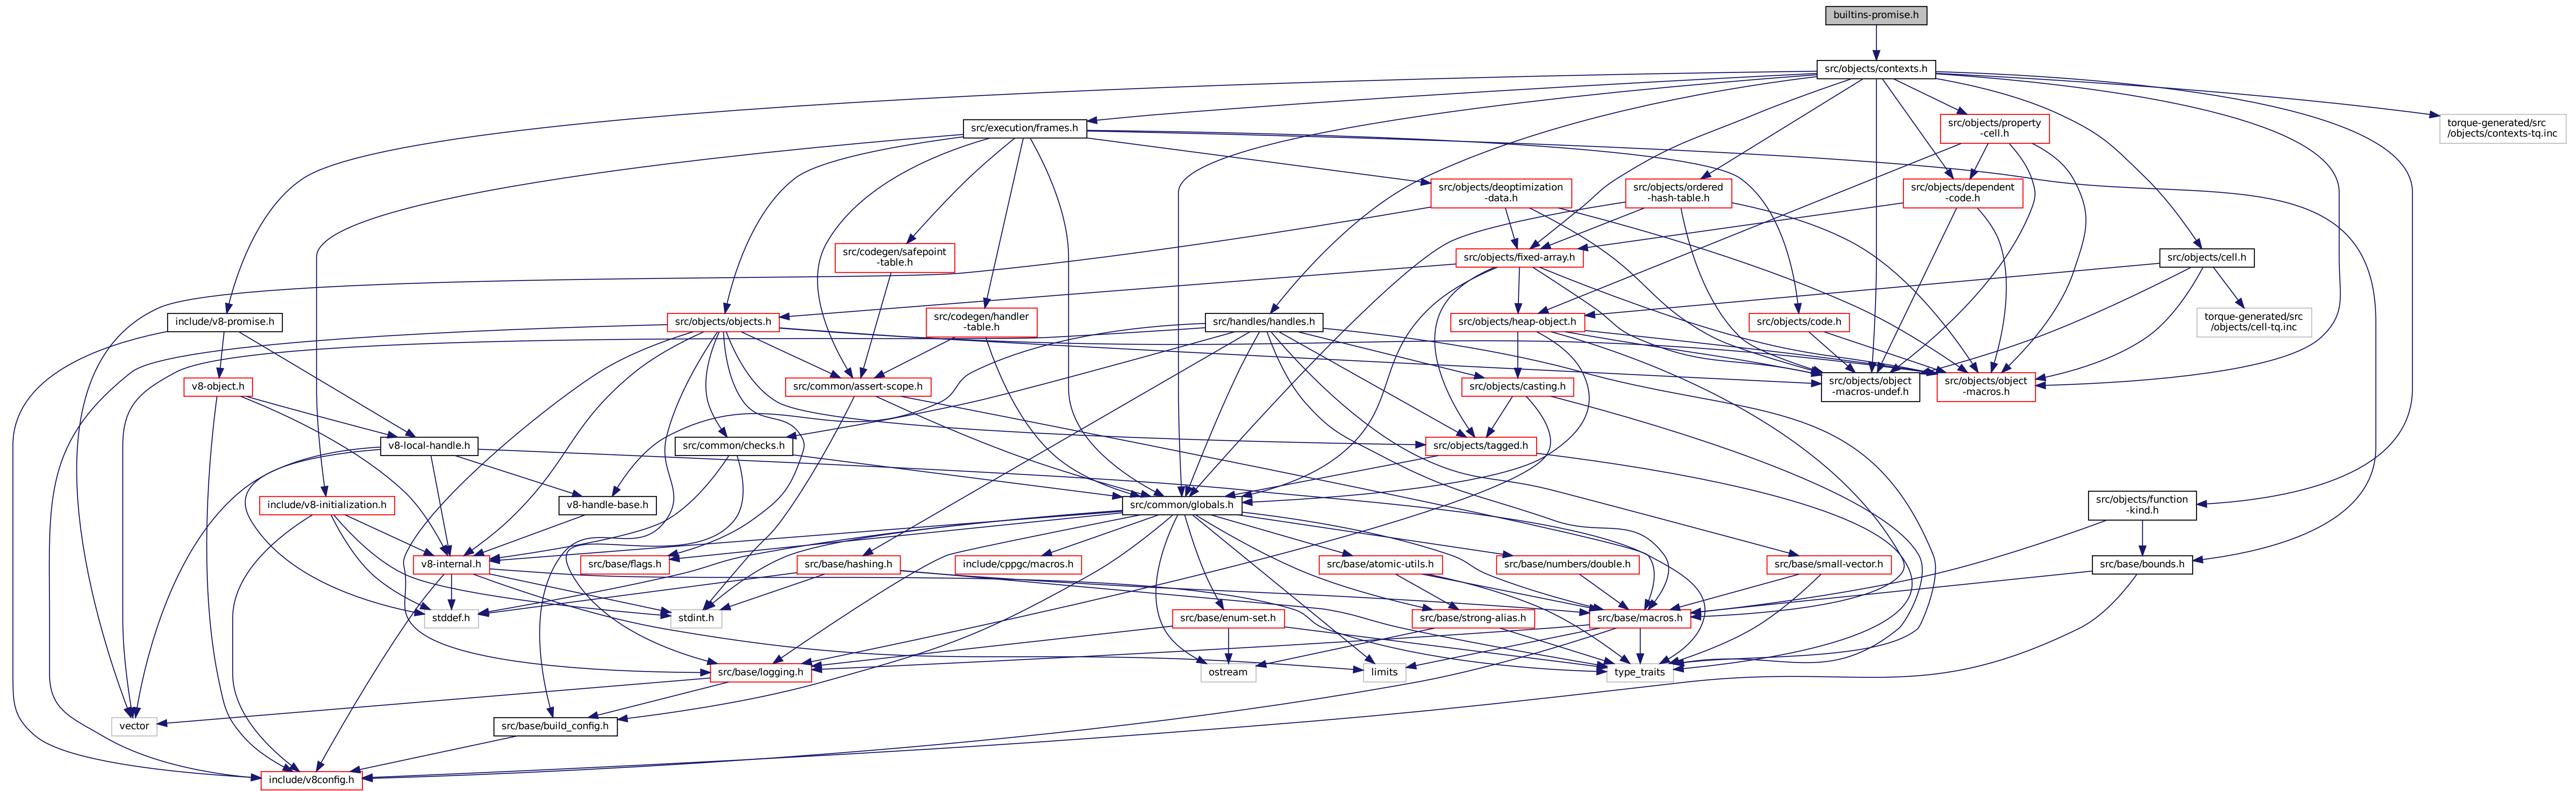 builtins-promise.h
src/objects/contexts.h
src/execution/frames.h
src/objects/property
-cell.h
torque-generated/src
/objects/contexts-tq.inc
src/objects/deoptimization
-data.h
src/objects/ordered
-hash-table.h
src/objects/dependent
-code.h
src/codegen/safepoint
-table.h
src/objects/fixed-array.h
src/objects/cell.h
include/v8-promise.h
src/objects/objects.h
src/codegen/handler
-table.h
src/handles/handles.h
src/objects/heap-object.h
src/objects/code.h
torque-generated/src
/objects/cell-tq.inc
v8-object.h
src/common/assert-scope.h
src/objects/casting.h
src/objects/object
-macros-undef.h
src/objects/object
-macros.h
v8-local-handle.h
src/common/checks.h
src/objects/tagged.h
include/v8-initialization.h
v8-handle-base.h
src/common/globals.h
src/objects/function
-kind.h
v8-internal.h
src/base/flags.h
src/base/hashing.h
include/cppgc/macros.h
src/base/atomic-utils.h
src/base/numbers/double.h
src/base/small-vector.h
src/base/bounds.h
stddef.h
stdint.h
src/base/enum-set.h
src/base/strong-alias.h
src/base/macros.h
src/base/logging.h
ostream
limits
type_traits
vector
src/base/build_config.h
include/v8config.h